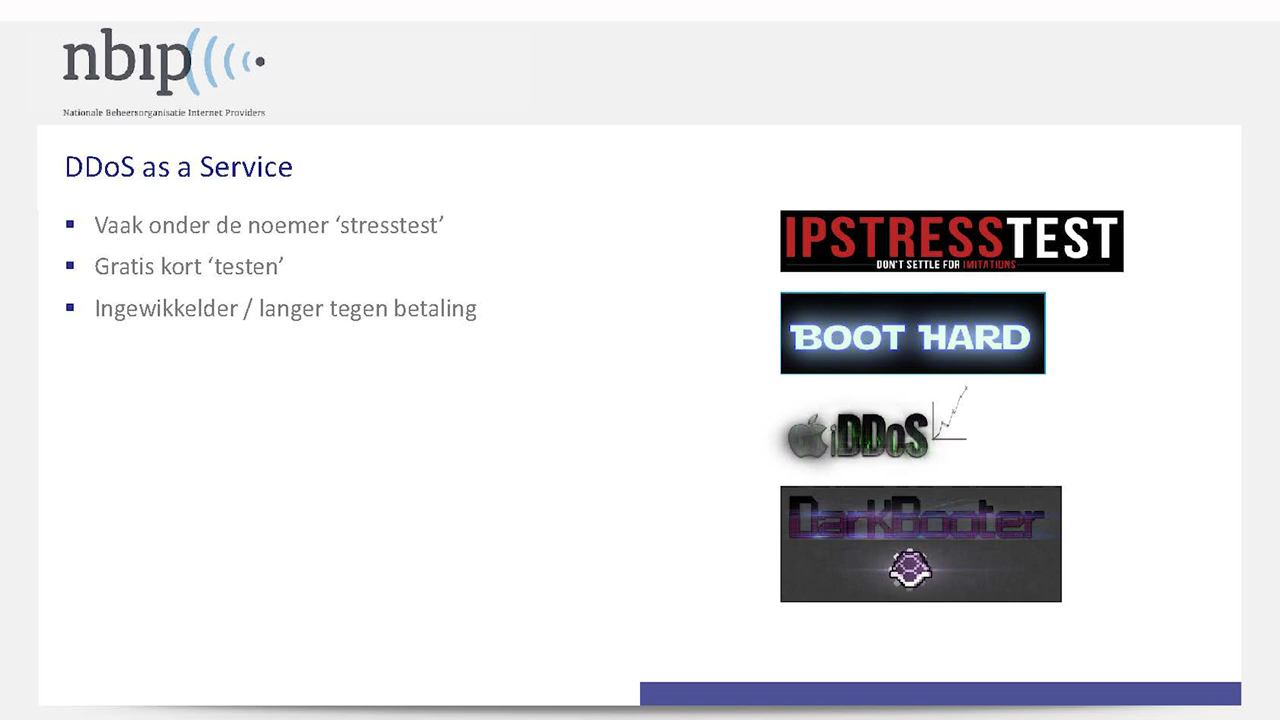 nbip
Nationale Beheersorganisatie Internet Providers
DDoS as a Service
Vaak onder de noemer ‘stresstest’
Gratis kort ‘testen’
Ingewikkelder / langer tegen betaling
IPSTRESSTEST
DON'T SETTLE FOR IMITATIONS
BOOT HARD
iDDoS
DarkBooter